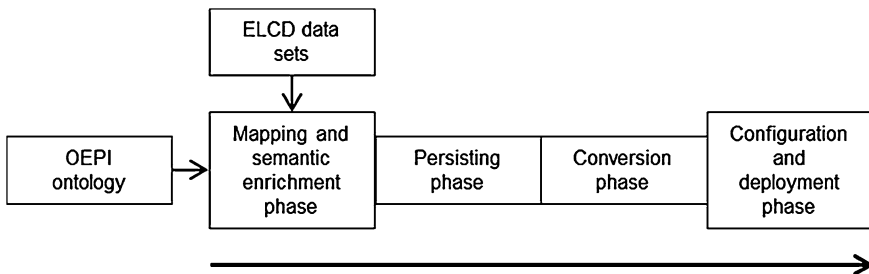 ELCD data
sets
OEPI
ontology
Mapping and
semantic
enrichment
phase
Persisting
phase
Conversion
phase
Configuration
and
deployment
phase